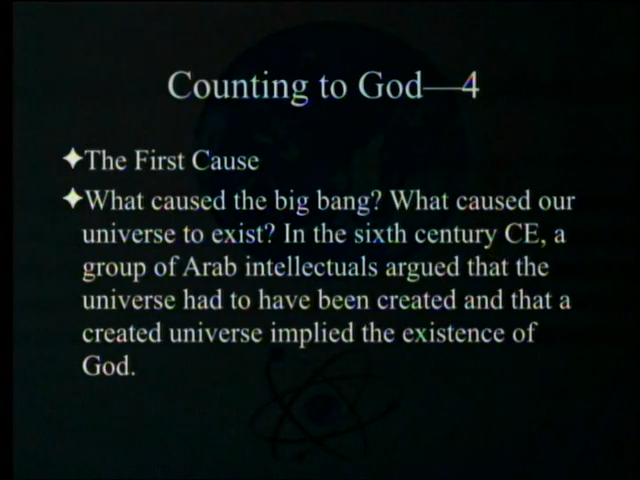 Counting to God—4
✦The First Cause
✦What caused the big bang? What caused our
universe to exist? In the sixth century CE, a
group of Arab intellectuals argued that the
universe had to have been created and that a
created universe implied the existence of
God.